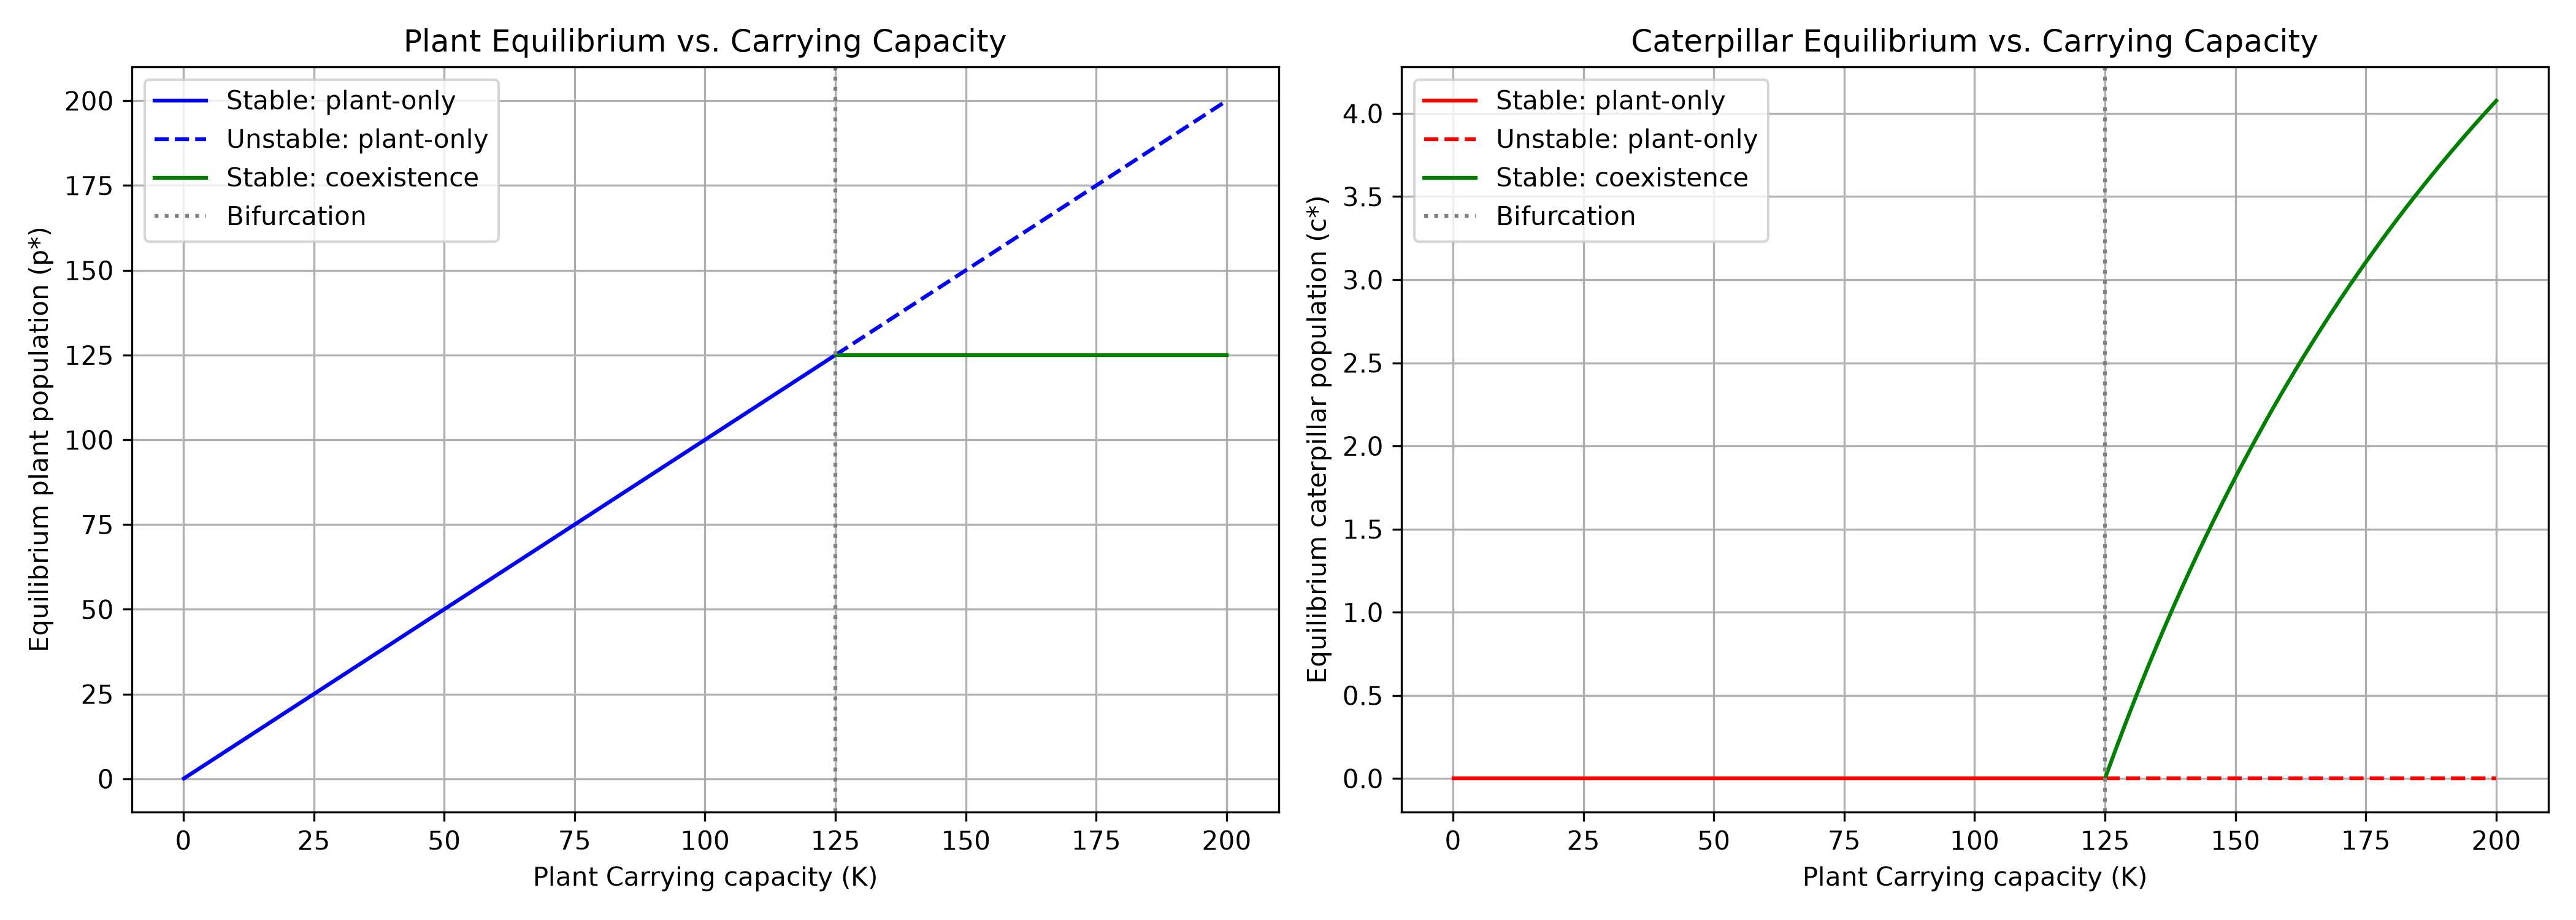 Plant Equilibrium vs. Carrying Capacity
Stable: plant-only
Unstable: plant-only
Stable: coexistence
Bifurcation
Equilibrium plant population (p*)
200
175
150
125
100
75
50
25
0
0 25 50 75 100 125 150 175 200
Plant Carrying capacity (K)
Caterpillar Equilibrium vs. Carrying Capacity
Stable: plant-only
Unstable: plant-only
Stable: coexistence
Bifurcation
Equilibrium caterpillar population (c*)
4.0
3.5
3.0
2.5
2.0
1.5
1.0
0.5
0.0
0 25 50 75 100 125 150 175 200
Plant Carrying capacity (K)